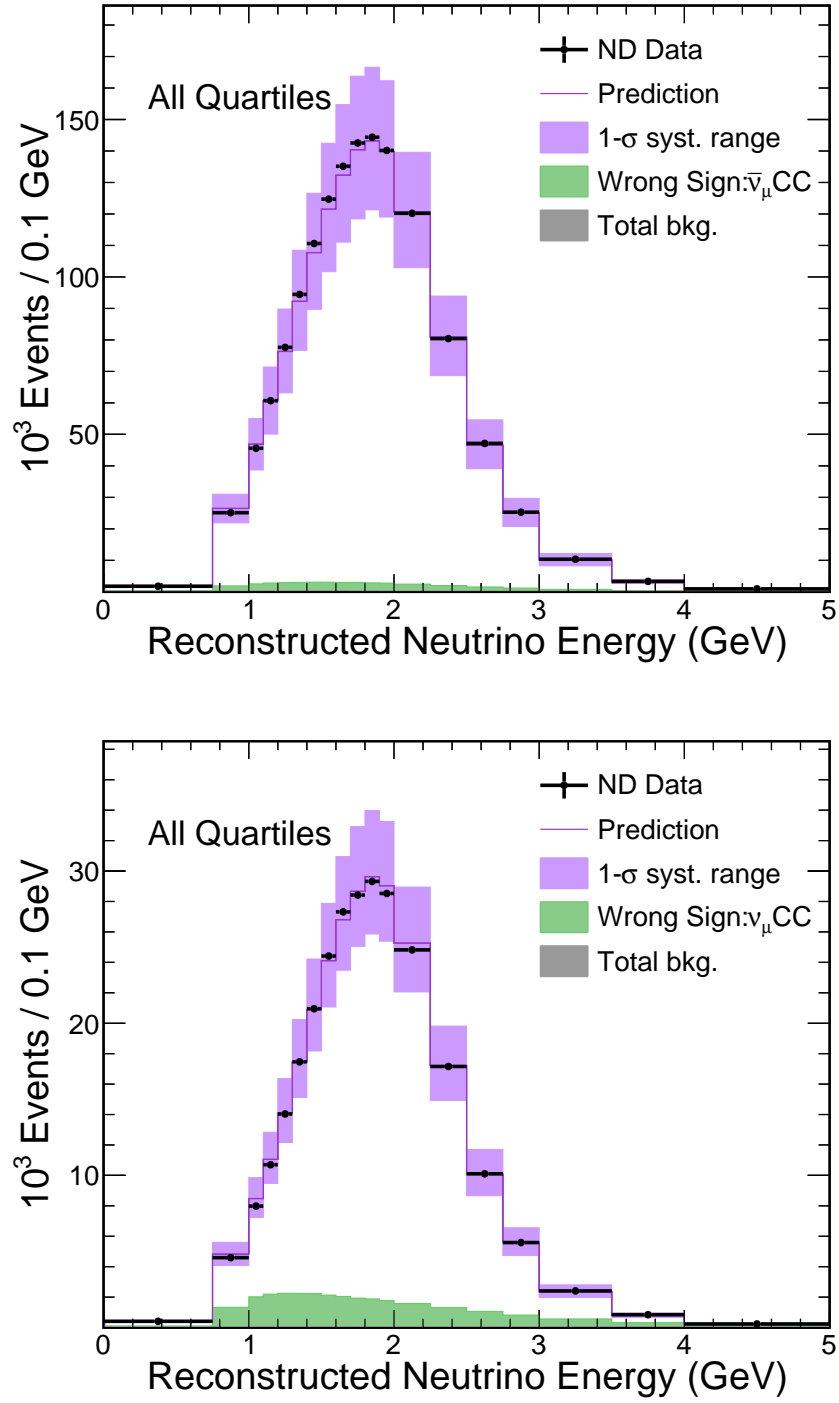 All Quartiles
ND Data
Prediction
1-σ syst. range
Wrong Sign:ν̅μCC
Total bkg.
10³ Events / 0.1 GeV
150
100
50
0 1 2 3 4 5
Reconstructed Neutrino Energy (GeV)
All Quartiles
ND Data
Prediction
1-σ syst. range
Wrong Sign:νμCC
Total bkg.
10³ Events / 0.1 GeV
30
20
10
0 1 2 3 4 5
Reconstructed Neutrino Energy (GeV)